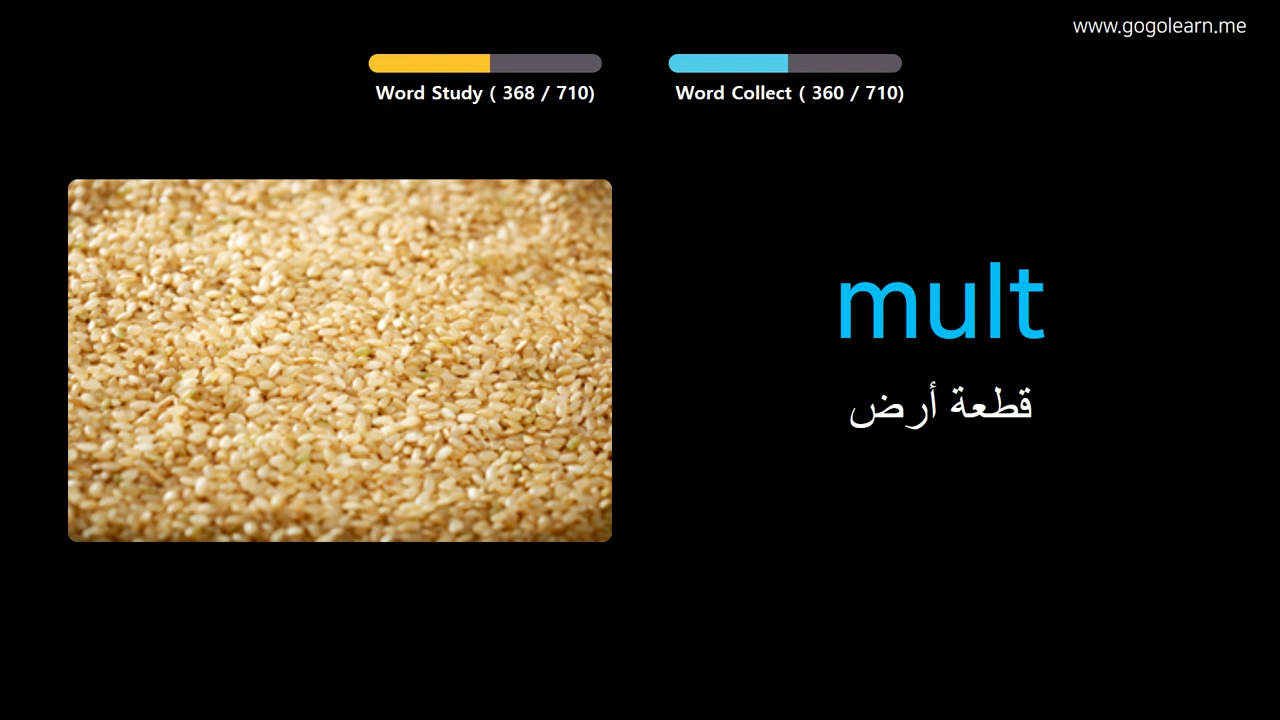 www.gogolearn.me
Word Study ( 368 / 710)
Word Collect ( 360 / 710)
mult
قطعة أرض